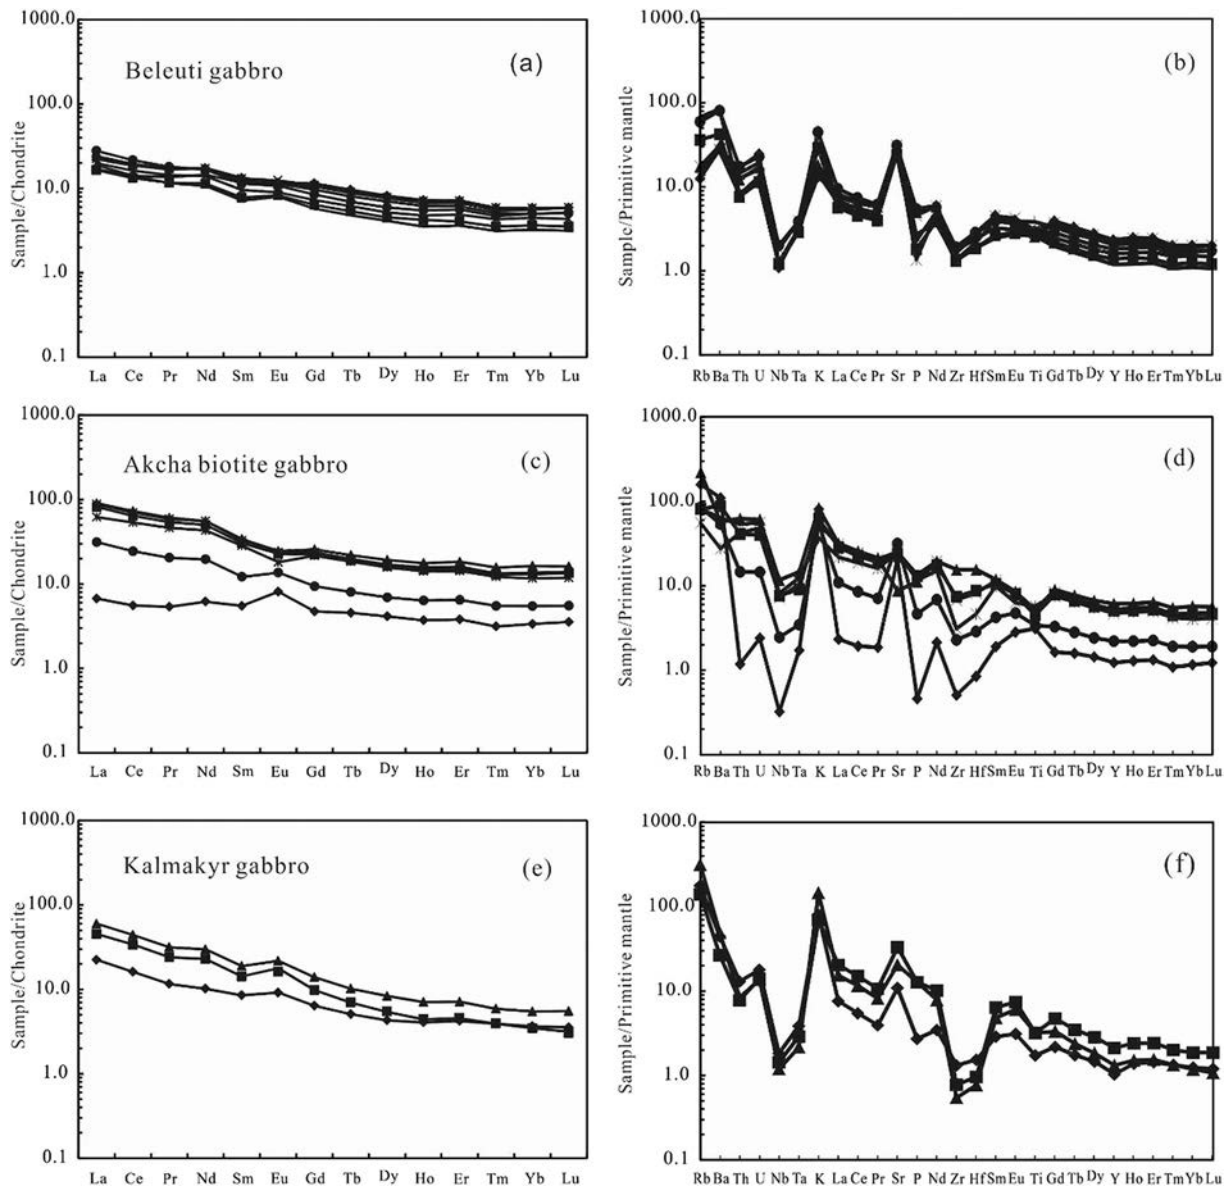 1000.0
100.0
10.0
1.0
0.1
Sample/Chondrite
Beleuti gabbro
(a)
La Ce Pr Nd Sm Eu Gd Tb Dy Ho Er Tm Yb Lu
1000.0
100.0
10.0
1.0
0.1
Sample/Primitive mantle
(b)
Rb Ba Th U Nb Ta K La Ce Pr Sr P Nd Zr Hf Sm Eu Ti Gd Tb Dy Y Ho Er Tm Yb Lu
1000.0
100.0
10.0
1.0
0.1
Sample/Chondrite
Akcha biotite gabbro
(c)
La Ce Pr Nd Sm Eu Gd Tb Dy Ho Er Tm Yb Lu
1000.0
100.0
10.0
1.0
0.1
Sample/Primitive mantle
(d)
Rb Ba Th U Nb Ta K La Ce Pr Sr P Nd Zr Hf Sm Eu Ti Gd Tb Dy Y Ho Er Tm Yb Lu
1000.0
100.0
10.0
1.0
0.1
Sample/Chondrite
Kalmakyr gabbro
(e)
La Ce Pr Nd Sm Eu Gd Tb Dy Ho Er Tm Yb Lu
1000.0
100.0
10.0
1.0
0.1
Sample/Primitive mantle
(f)
Rb Ba Th U Nb Ta K La Ce Pr Sr P Nd Zr Hf Sm Eu Ti Gd Tb Dy Y Ho Er Tm Yb Lu